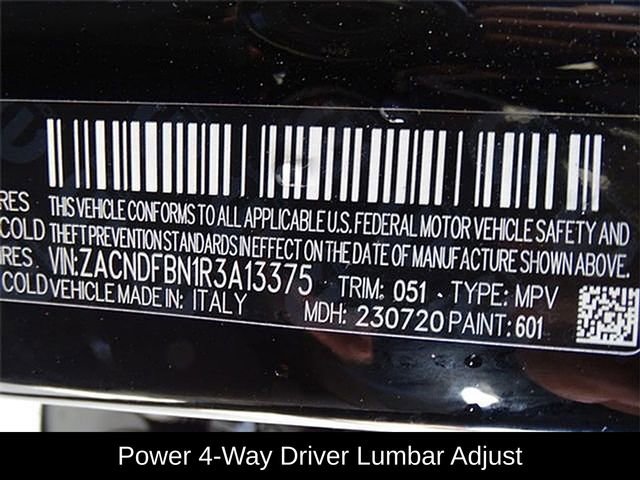 RES THIS VEHICLE CONFORMS TO ALL APPLICABLE U.S. FEDERAL MOTOR VEHICLE SAFETY AND
COLD THEFT PREVENTION STANDARDS IN EFFECT ON THE DATE OF MANUFACTURE SHOWN ABOVE.
RES. VIN:ZACNDFBN1R3A13375 TRIM: 051 TYPE: MPV
COLD VEHICLE MADE IN: ITALY MDH: 230720 PAINT: 601
Power 4-Way Driver Lumbar Adjust